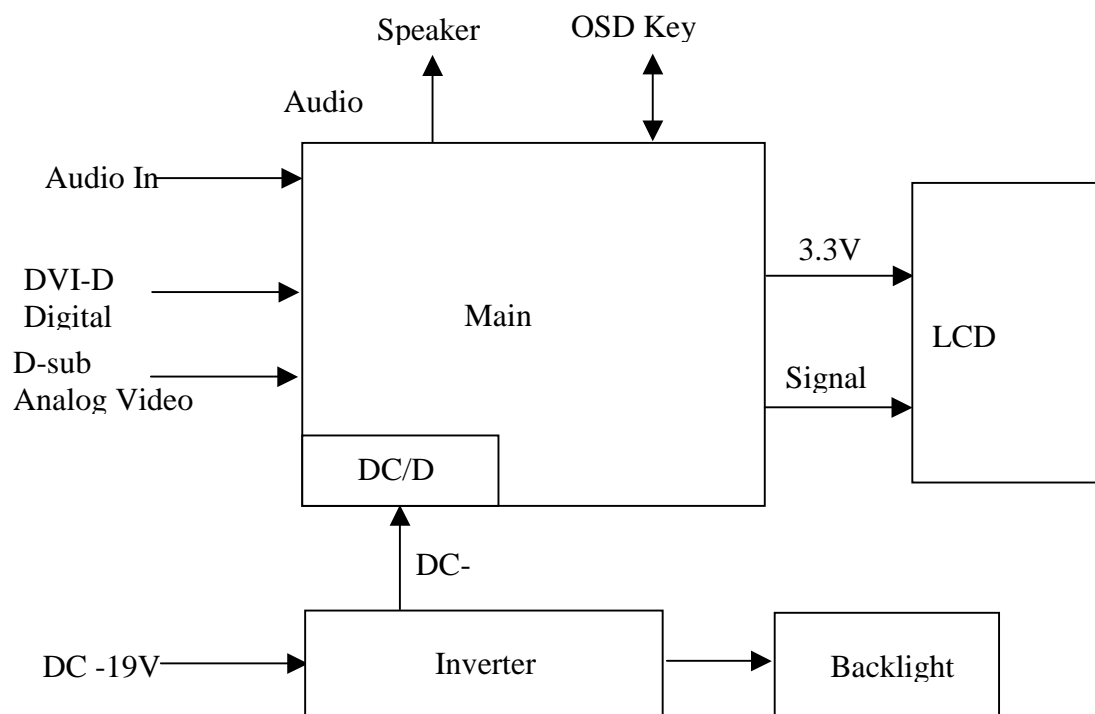 Speaker
OSD Key
Audio
Audio In
3.3V
DVI-D
Digital
Main
LCD
D-sub
Analog Video
Signal
DC/D
DC-
DC -19V
Inverter
Backlight